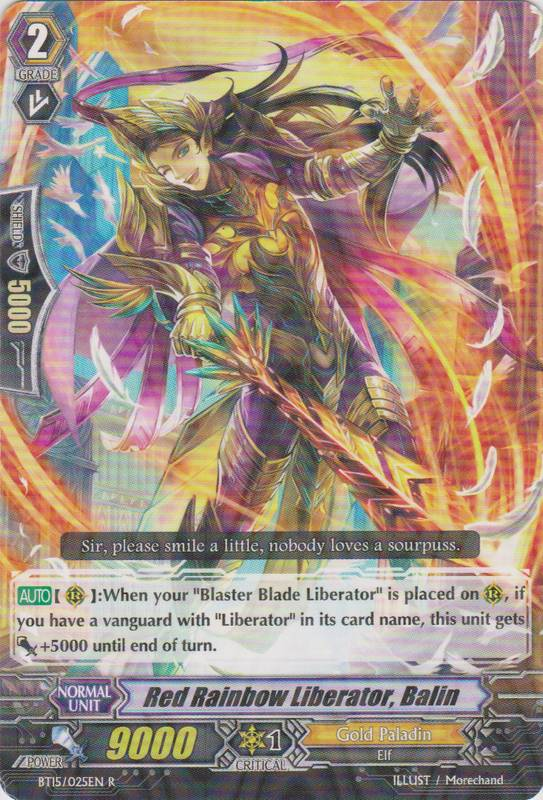 2
GRADE
SHIELD
5000
Sir, please smile a little, nobody loves a sourpuss.
AUTO【 Ⓡ 】:When your "Blaster Blade Liberator" is placed on Ⓡ, if
you have a vanguard with "Liberator" in its card name, this unit gets
+5000 until end of turn.
NORMAL
UNIT
Red Rainbow Liberator, Balin
POWER
9000
1
CRITICAL
Gold Paladin
Elf
BT15/025EN R
ILLUST / Morechand